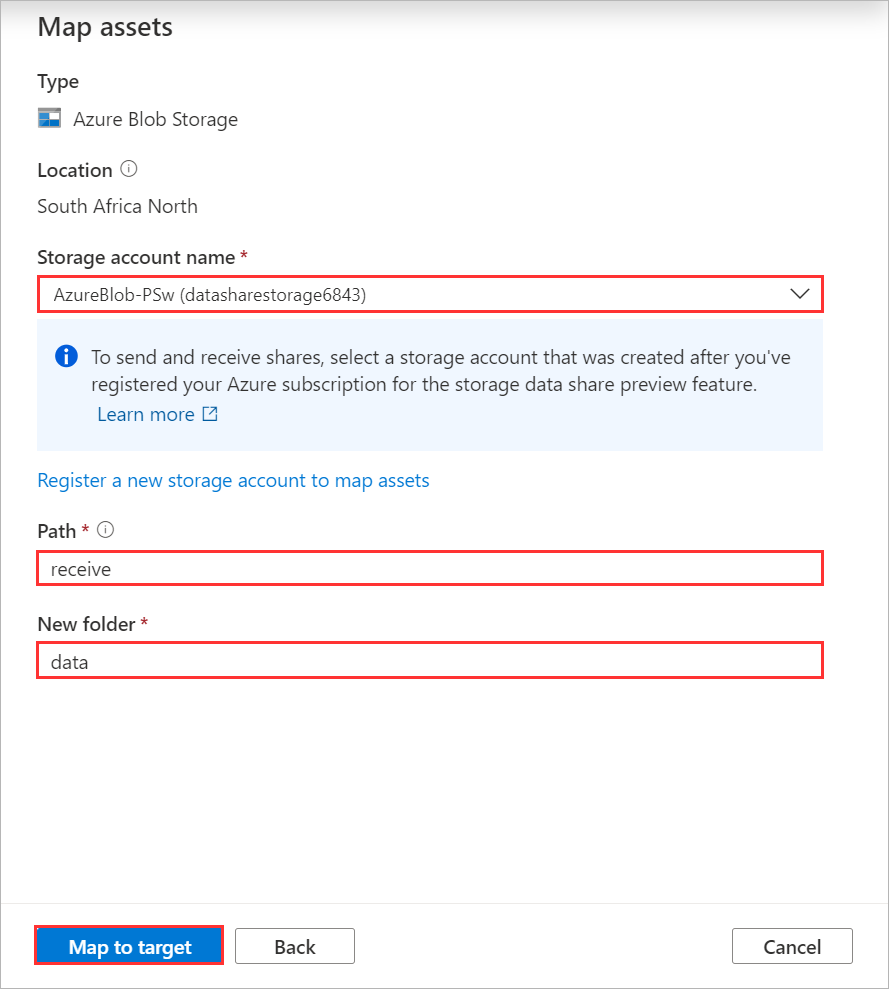 Map assets
Type
Azure Blob Storage
Location
South Africa North
Storage account name *
AzureBlob-PSw (datasharestorage6843)
To send and receive shares, select a storage account that was created after you've
registered your Azure subscription for the storage data share preview feature.
Learn more
Register a new storage account to map assets
Path *
receive
New folder *
data
Map to target
Back
Cancel